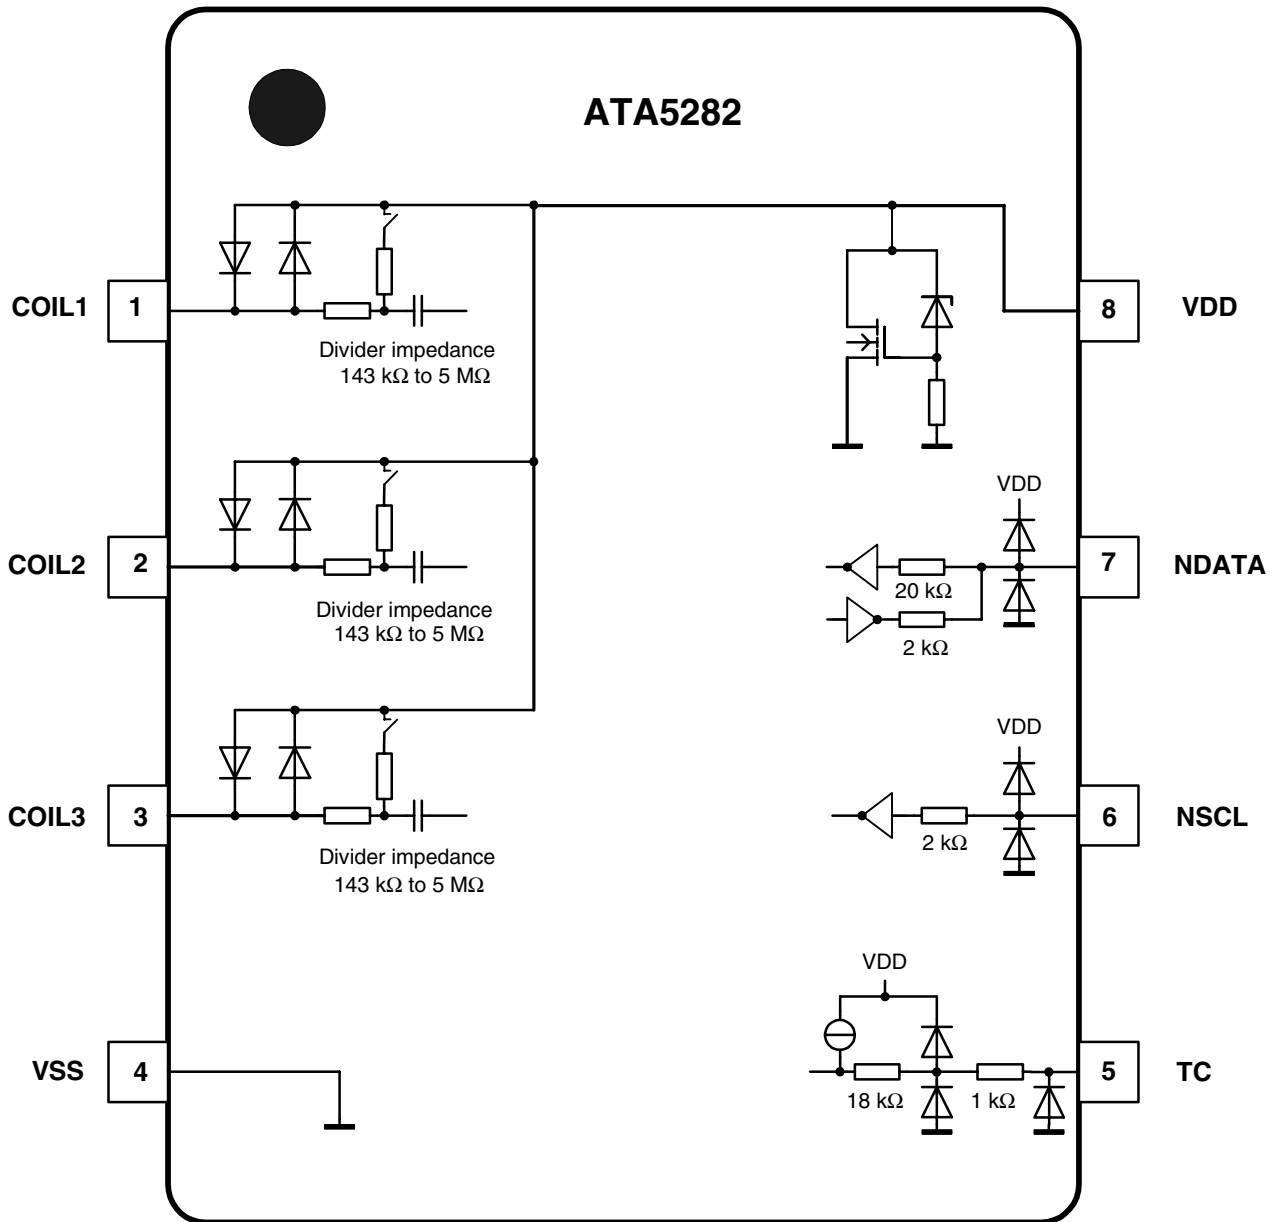 ATA5282
COIL1
1
Divider impedance
143 kΩ to 5 MΩ
8
VDD
COIL2
2
Divider impedance
143 kΩ to 5 MΩ
VDD
20 kΩ
2 kΩ
7
NDATA
COIL3
3
Divider impedance
143 kΩ to 5 MΩ
VDD
2 kΩ
6
NSCL
VSS
4
VDD
18 kΩ
1 kΩ
5
TC